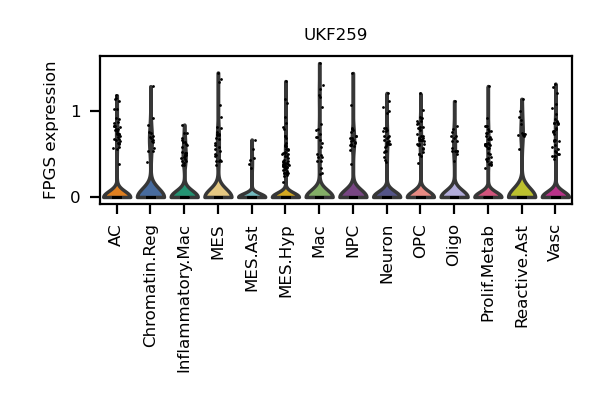 UKF259
FPGS expression
1
0
AC
Chromatin.Reg
Inflammatory.Mac
MES
MES.Ast
MES.Hyp
Mac
NPC
Neuron
OPC
Oligo
Prolif.Metab
Reactive.Ast
Vasc